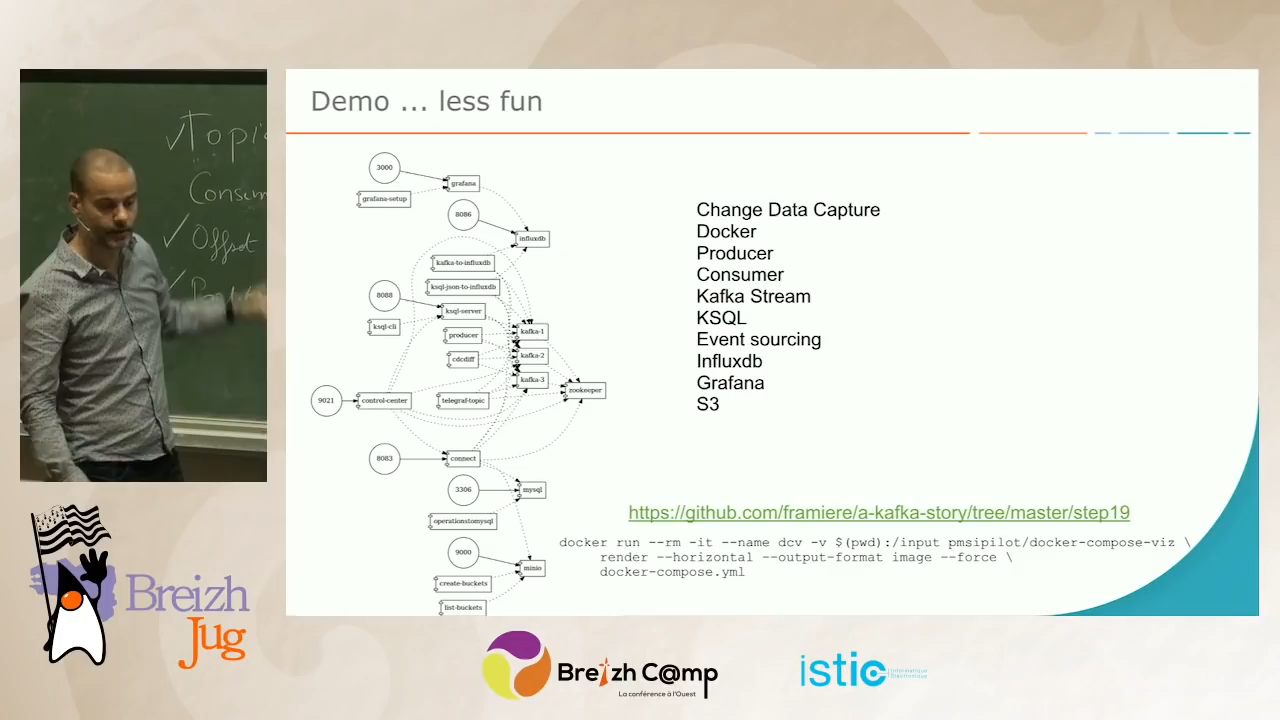 Demo ... less fun
3000
grafana
grafana-setup
8086
influxdb
kafka-to-influxdb
ksql-json-to-influxdb
8088
ksql-server
ksql-cli
kafka-1
producer
kafka-2
cdcdiff
kafka-3
zookeeper
9021
control-center
telegraf-topic
8083
connect
3306
mysql
operationstomysql
9000
minio
create-buckets
list-buckets
Change Data Capture
Docker
Producer
Consumer
Kafka Stream
KSQL
Event sourcing
Influxdb
Grafana
S3
https://github.com/framiere/a-kafka-story/tree/master/step19
docker run --rm -it --name dcv -v $(pwd):/input pmsipilot/docker-compose-viz \
render --horizontal --output-format image --force \
docker-compose.yml
Topi
Consum
Offset
Breizh
Jug
Breizh C@mp
La conférence à l'Ouest
istic
Informatique
Électronique